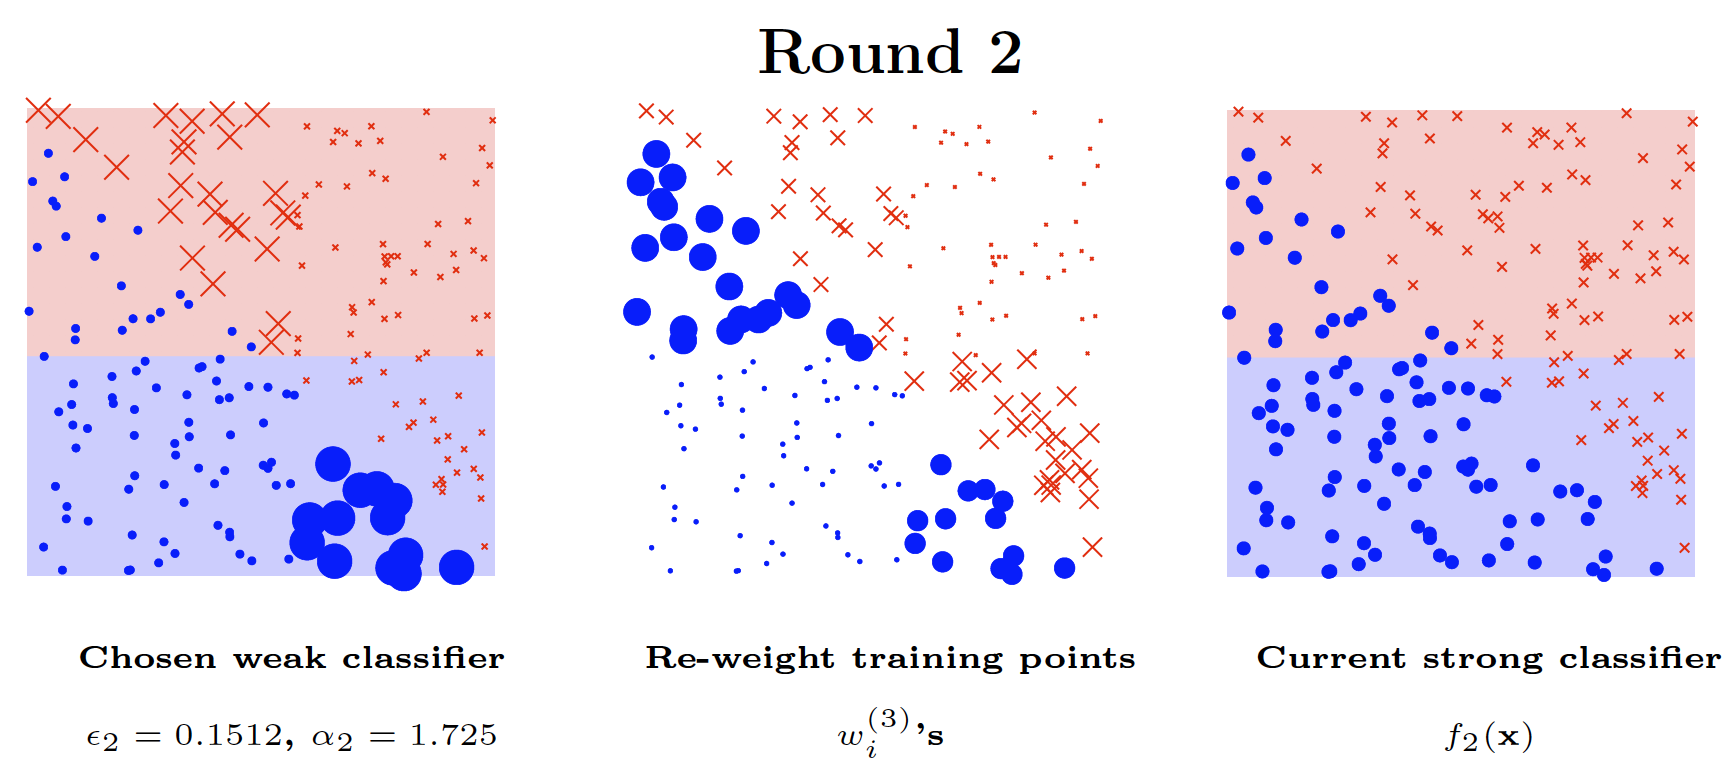 Round 2
Chosen weak classifier
Re-weight training points
Current strong classifier
ϵ₂ = 0.1512, α₂ = 1.725
wᵢ⁽³⁾'s
f₂(x)